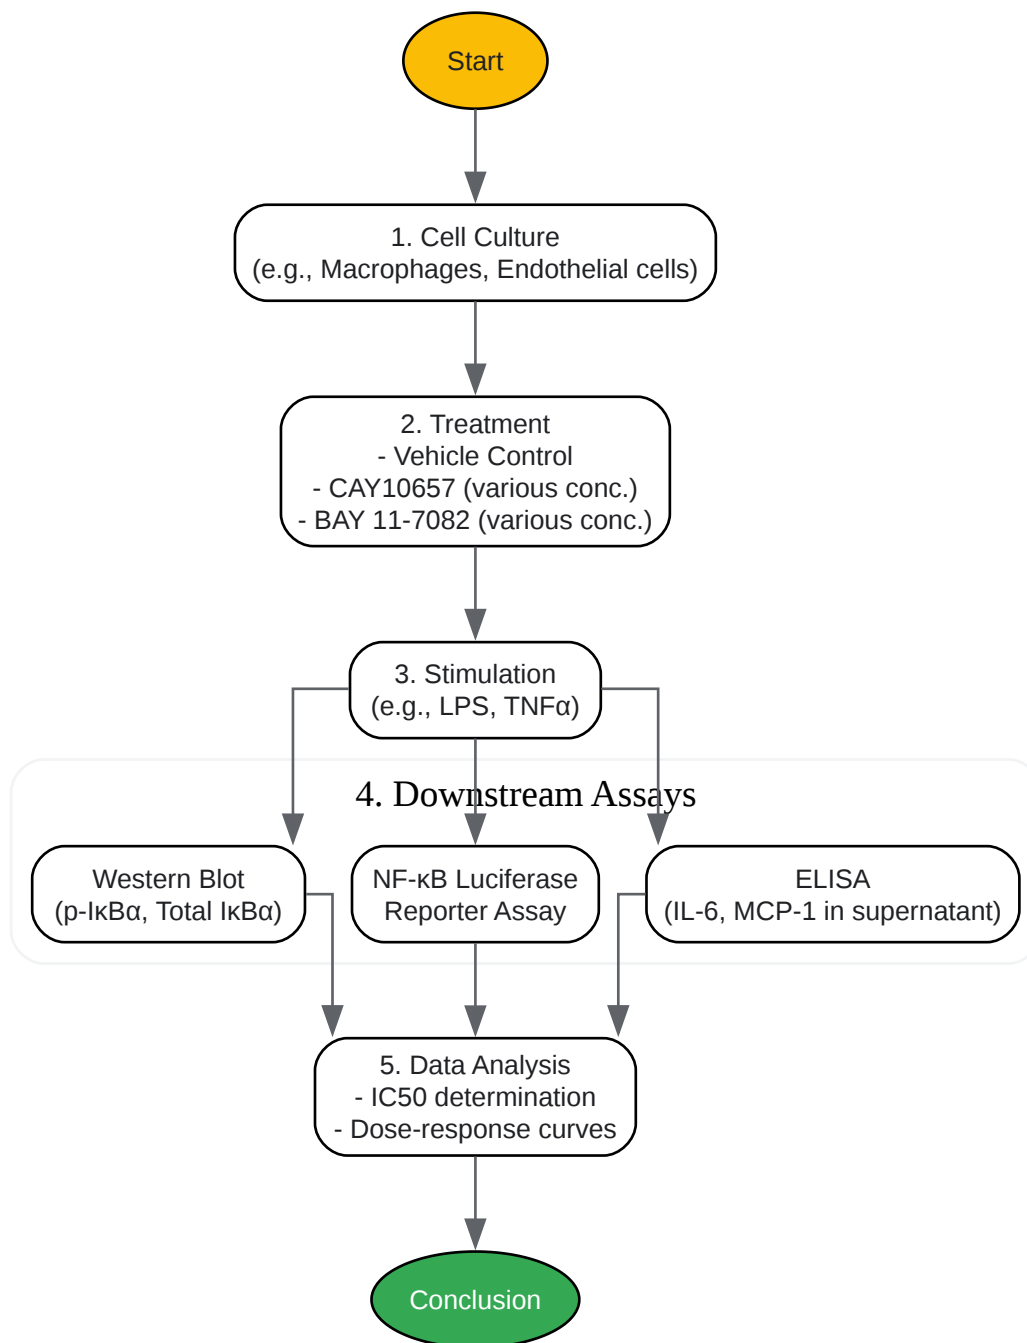 Start
1. Cell Culture
(e.g., Macrophages, Endothelial cells)
2. Treatment
- Vehicle Control
- CAY10657 (various conc.)
- BAY 11-7082 (various conc.)
3. Stimulation
(e.g., LPS, TNFα)
4. Downstream Assays
Western Blot
(p-IκBα, Total IκBα)
NF-κB Luciferase
Reporter Assay
ELISA
(IL-6, MCP-1 in supernatant)
5. Data Analysis
- IC50 determination
- Dose-response curves
Conclusion